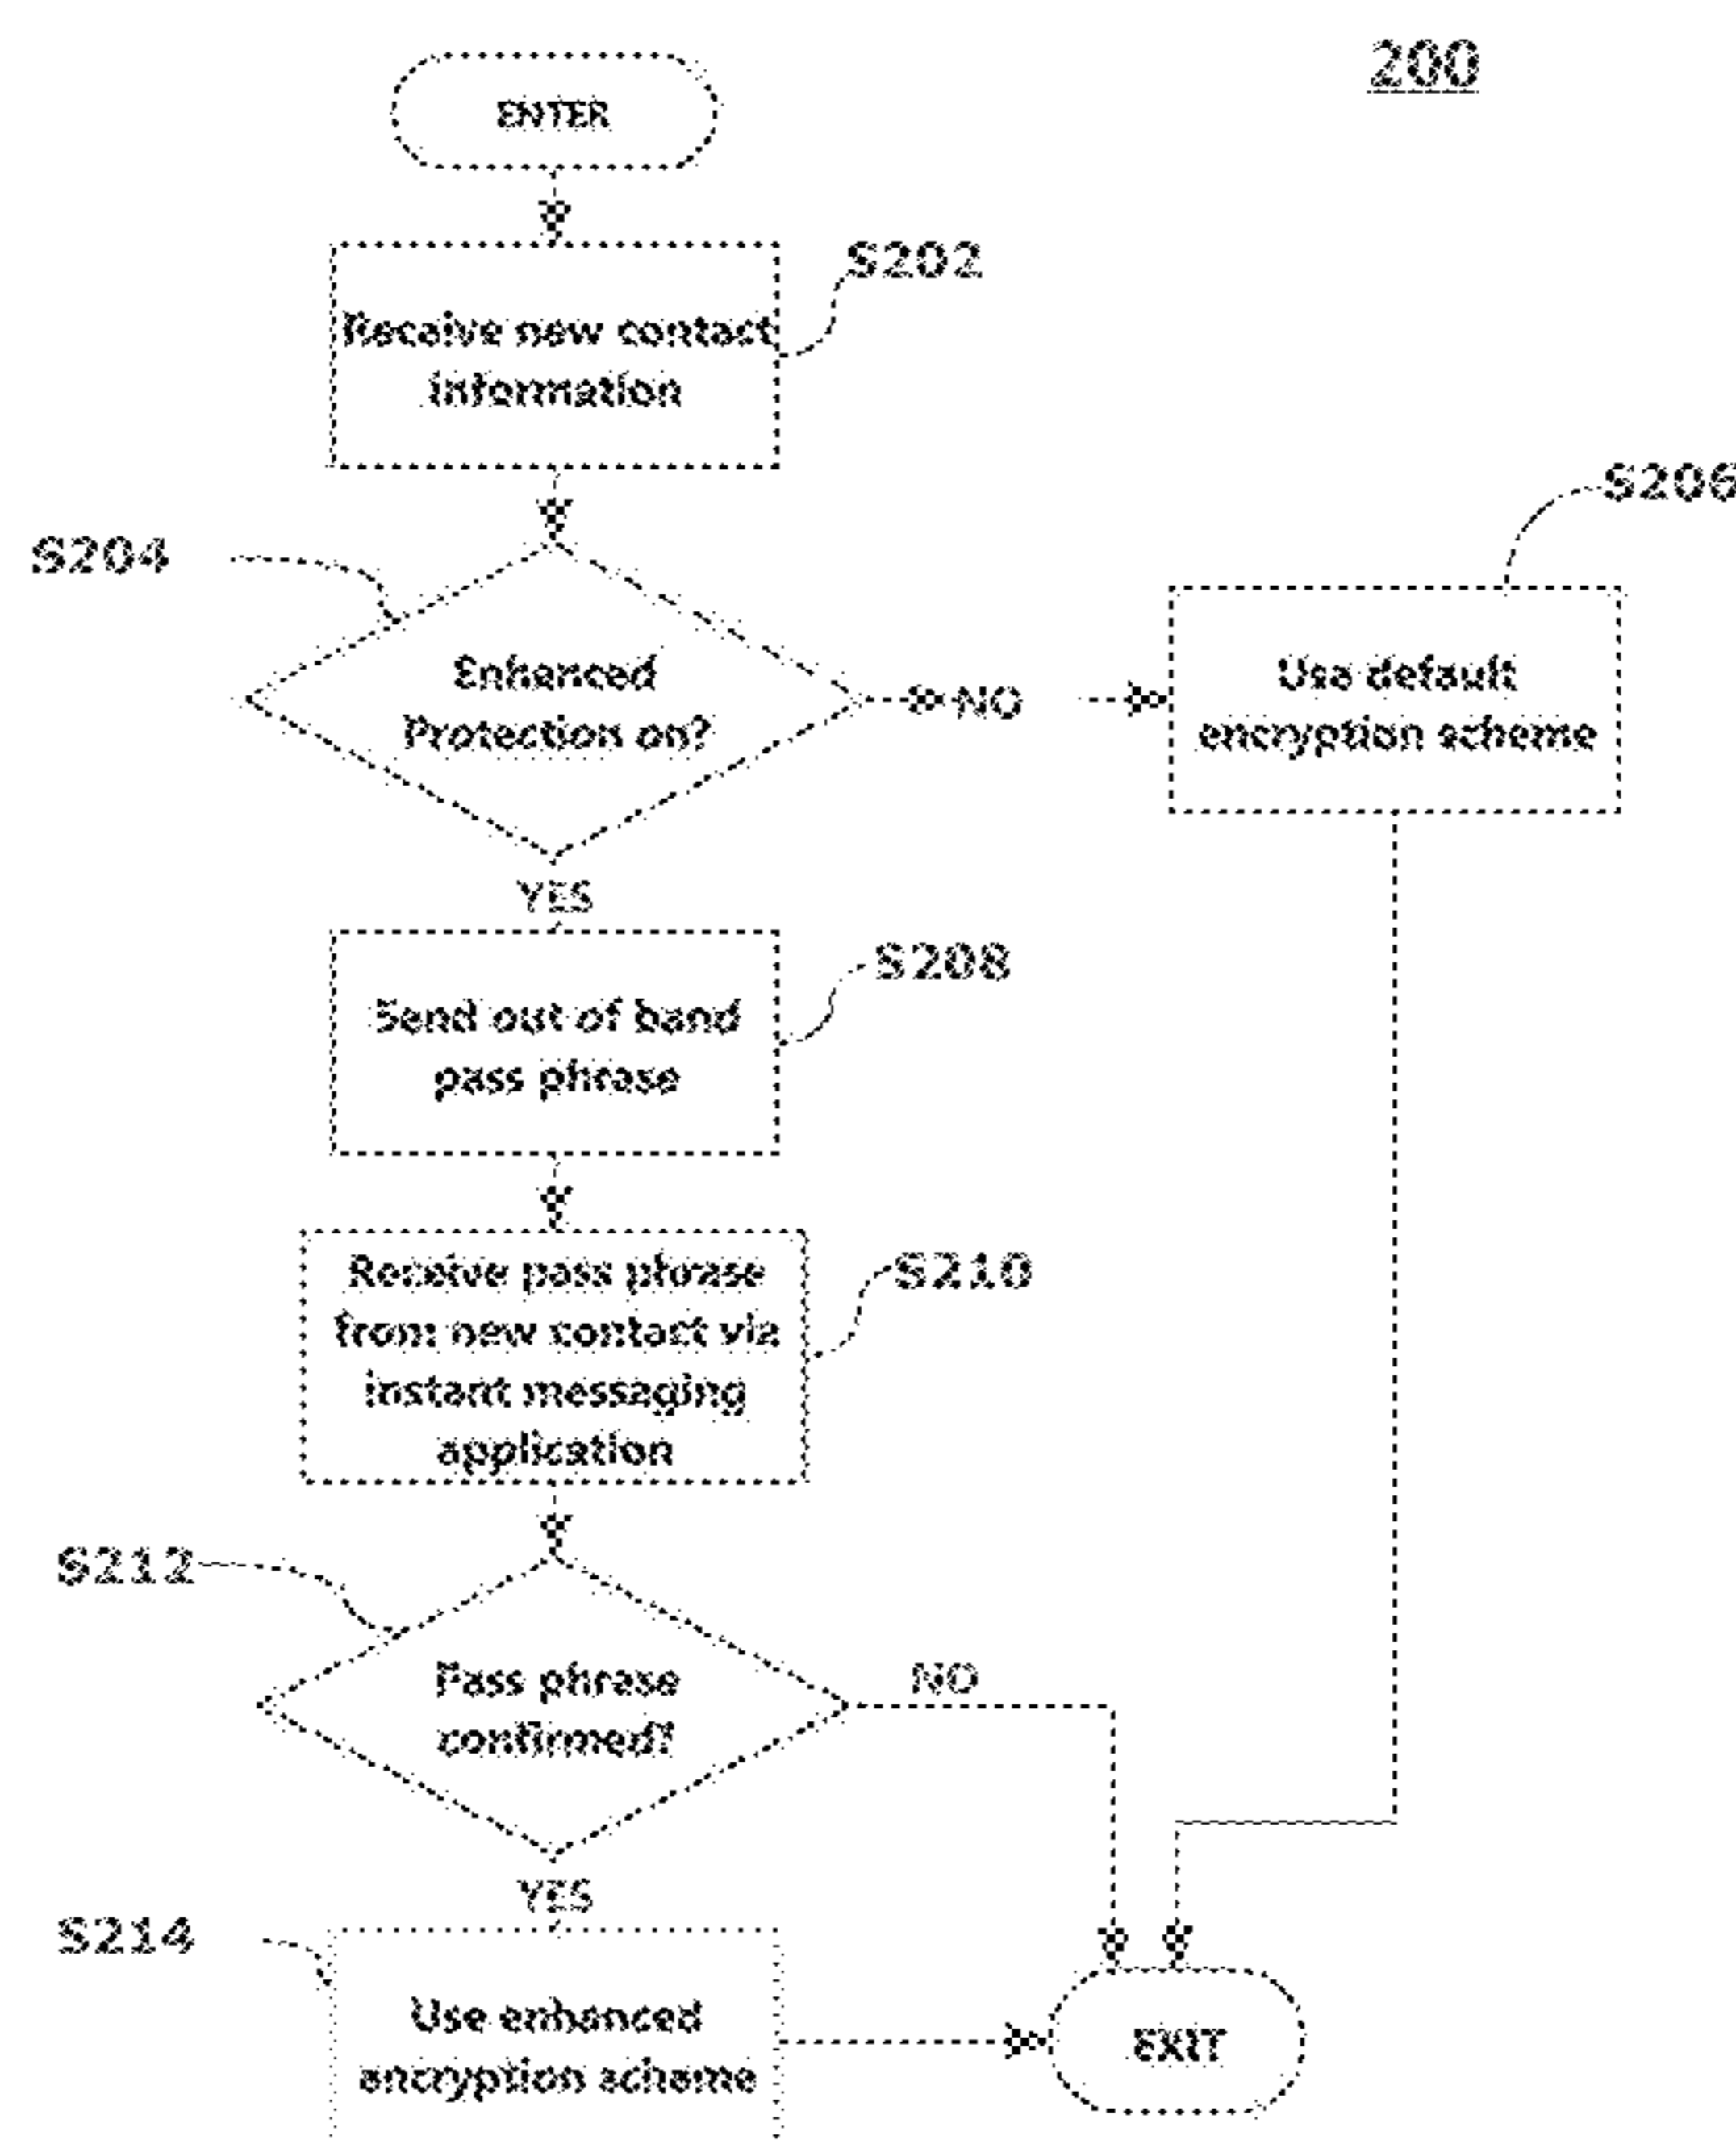 200
ENTER
S202
Receive new contact
information
S204
S206
Enhanced
Protection on?
NO
Use default
encryption scheme
YES
S208
Send out of band
pass phrase
S210
Receive pass phrase
from new contact via
instant messaging
application
S212
Pass phrase
confirmed?
NO
YES
S214
Use enhanced
encryption scheme
EXIT